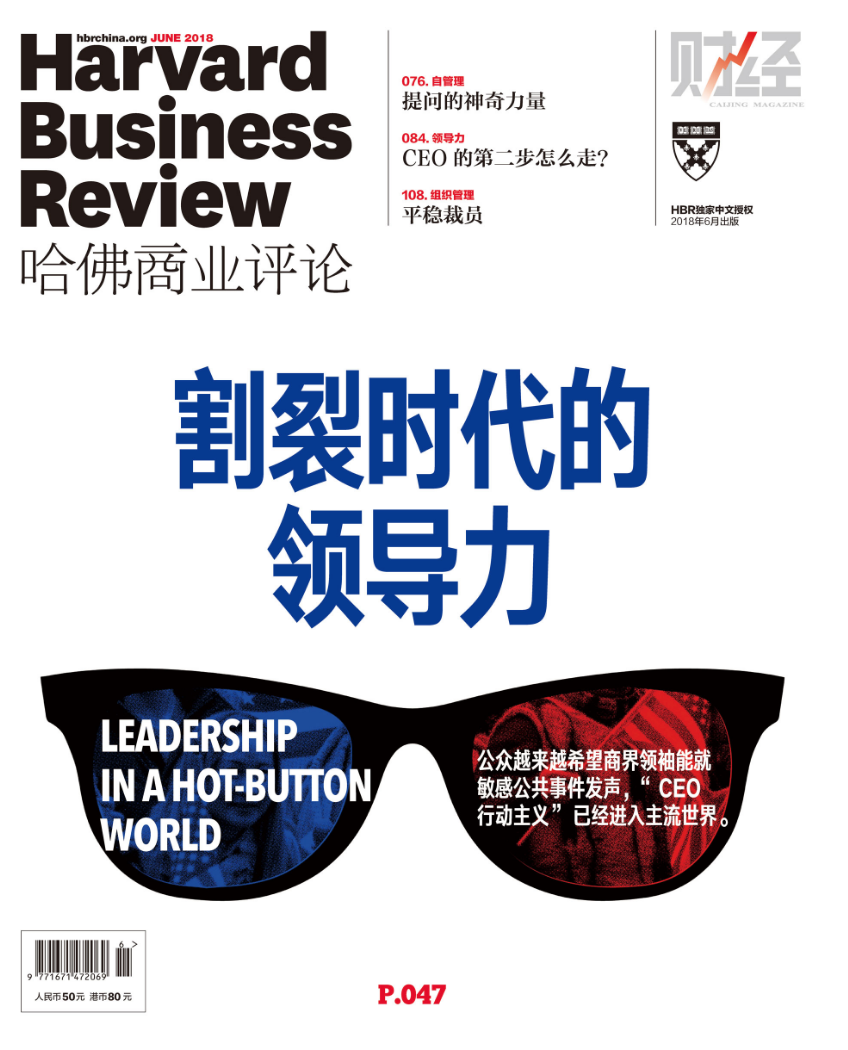 hbrchina.org JUNE 2018
Harvard
Business
Review
哈佛商业评论
076. 自管理
提问的神奇力量
084. 领导力
CEO 的第二步怎么走?
108. 组织管理
平稳裁员
财经
CAIJING MAGAZINE
HBR独家中文授权
2018年6月出版
割裂时代的
领导力
LEADERSHIP
IN A HOT-BUTTON
WORLD
公众越来越希望商界领袖能就
敏感公共事件发声，“ CEO
行动主义 ” 已经进入主流世界。
6 >
9 771671 472069
人民币50元 港币80元
P.047